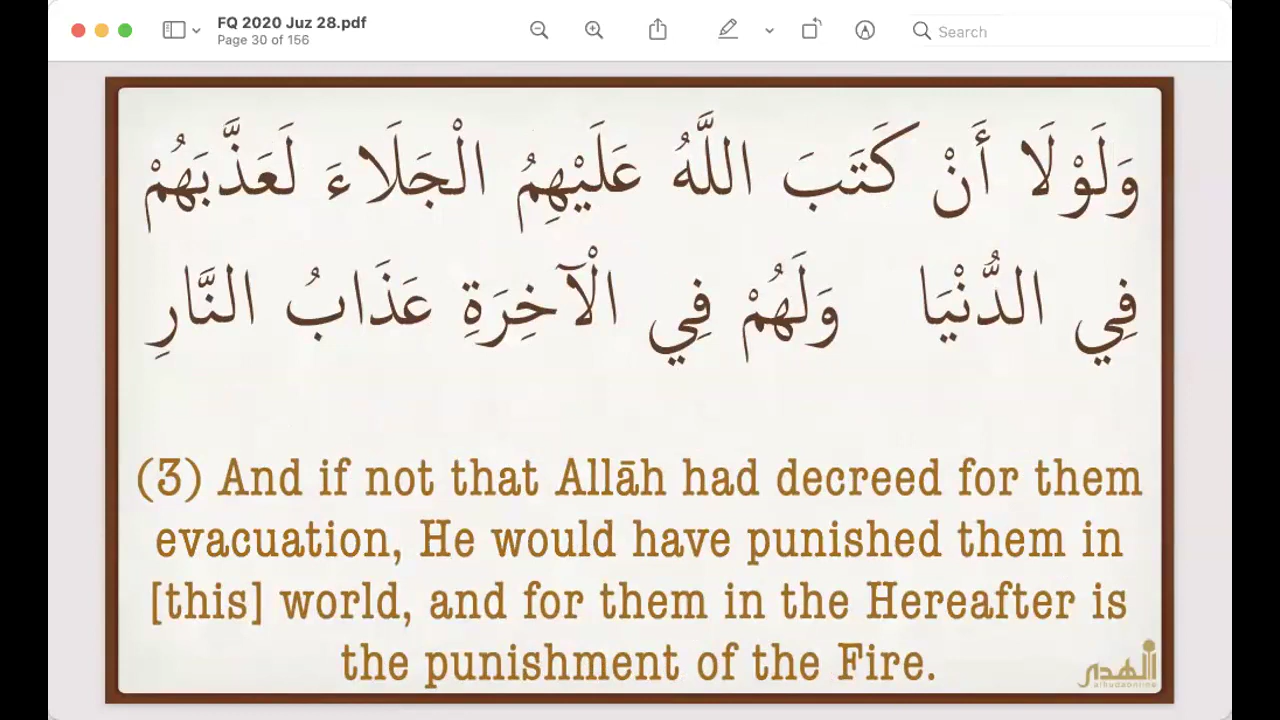 FQ 2020 Juz 28.pdf
Page 30 of 156
Search
وَلَوْلَا أَنْ كَتَبَ اللَّهُ عَلَيْهِمُ الْجَلَاءَ لَعَذَّبَهُمْ
فِي الدُّنْيَا وَلَهُمْ فِي الْآخِرَةِ عَذَابُ النَّارِ
(3) And if not that Allāh had decreed for them
evacuation, He would have punished them in
[this] world, and for them in the Hereafter is
the punishment of the Fire.
الهدى
alhudaonline